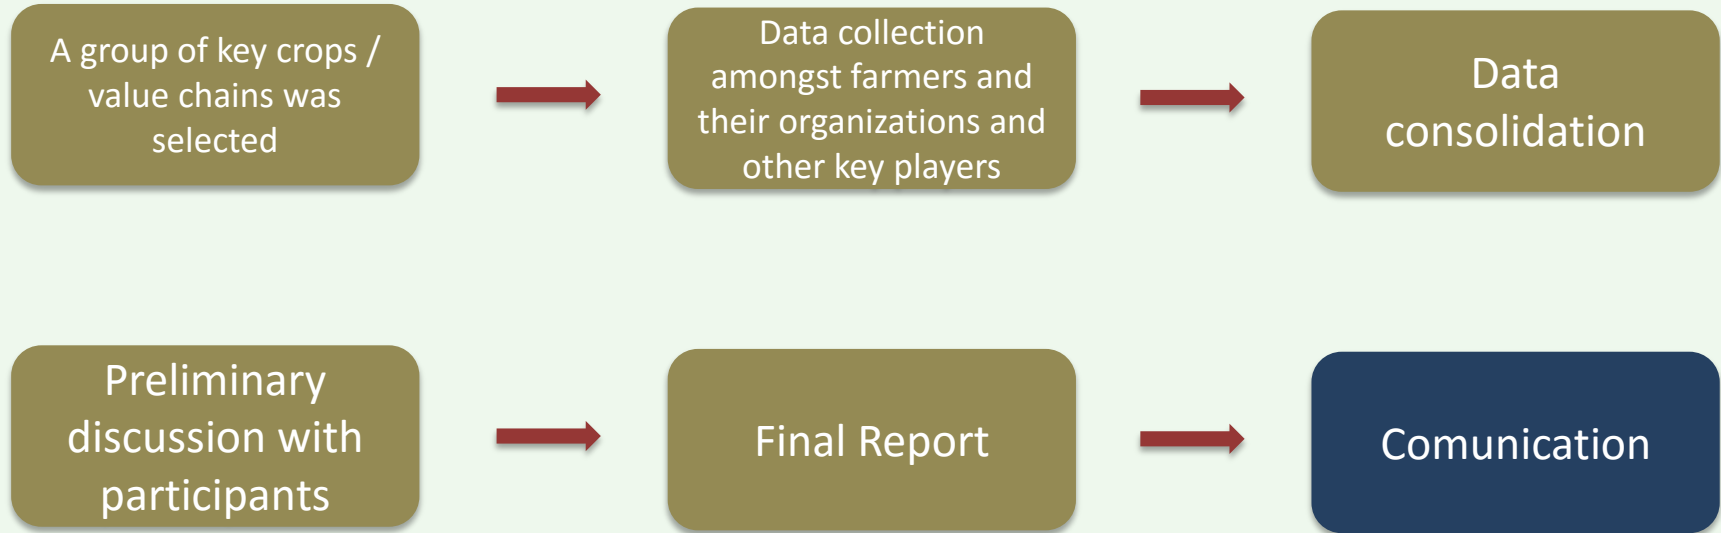 A group of key crops /
value chains was
selected
Data collection
amongst farmers and
their organizations and
other key players
Data
consolidation
Preliminary
discussion with
participants
Final Report
Comunication